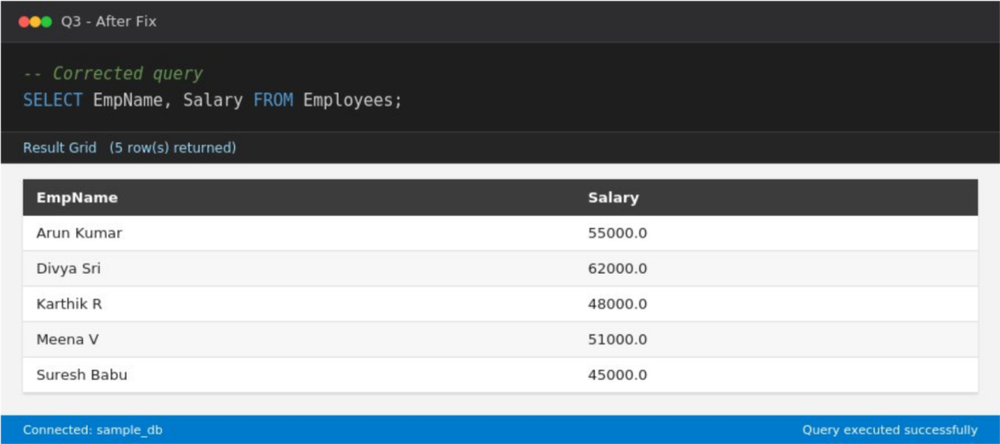 Q3 - After Fix
-- Corrected query
SELECT EmpName, Salary FROM Employees;
Result Grid (5 row(s) returned)
EmpName Salary
Arun Kumar 55000.0
Divya Sri 62000.0
Karthik R 48000.0
Meena V 51000.0
Suresh Babu 45000.0
Connected: sample_db Query executed successfully